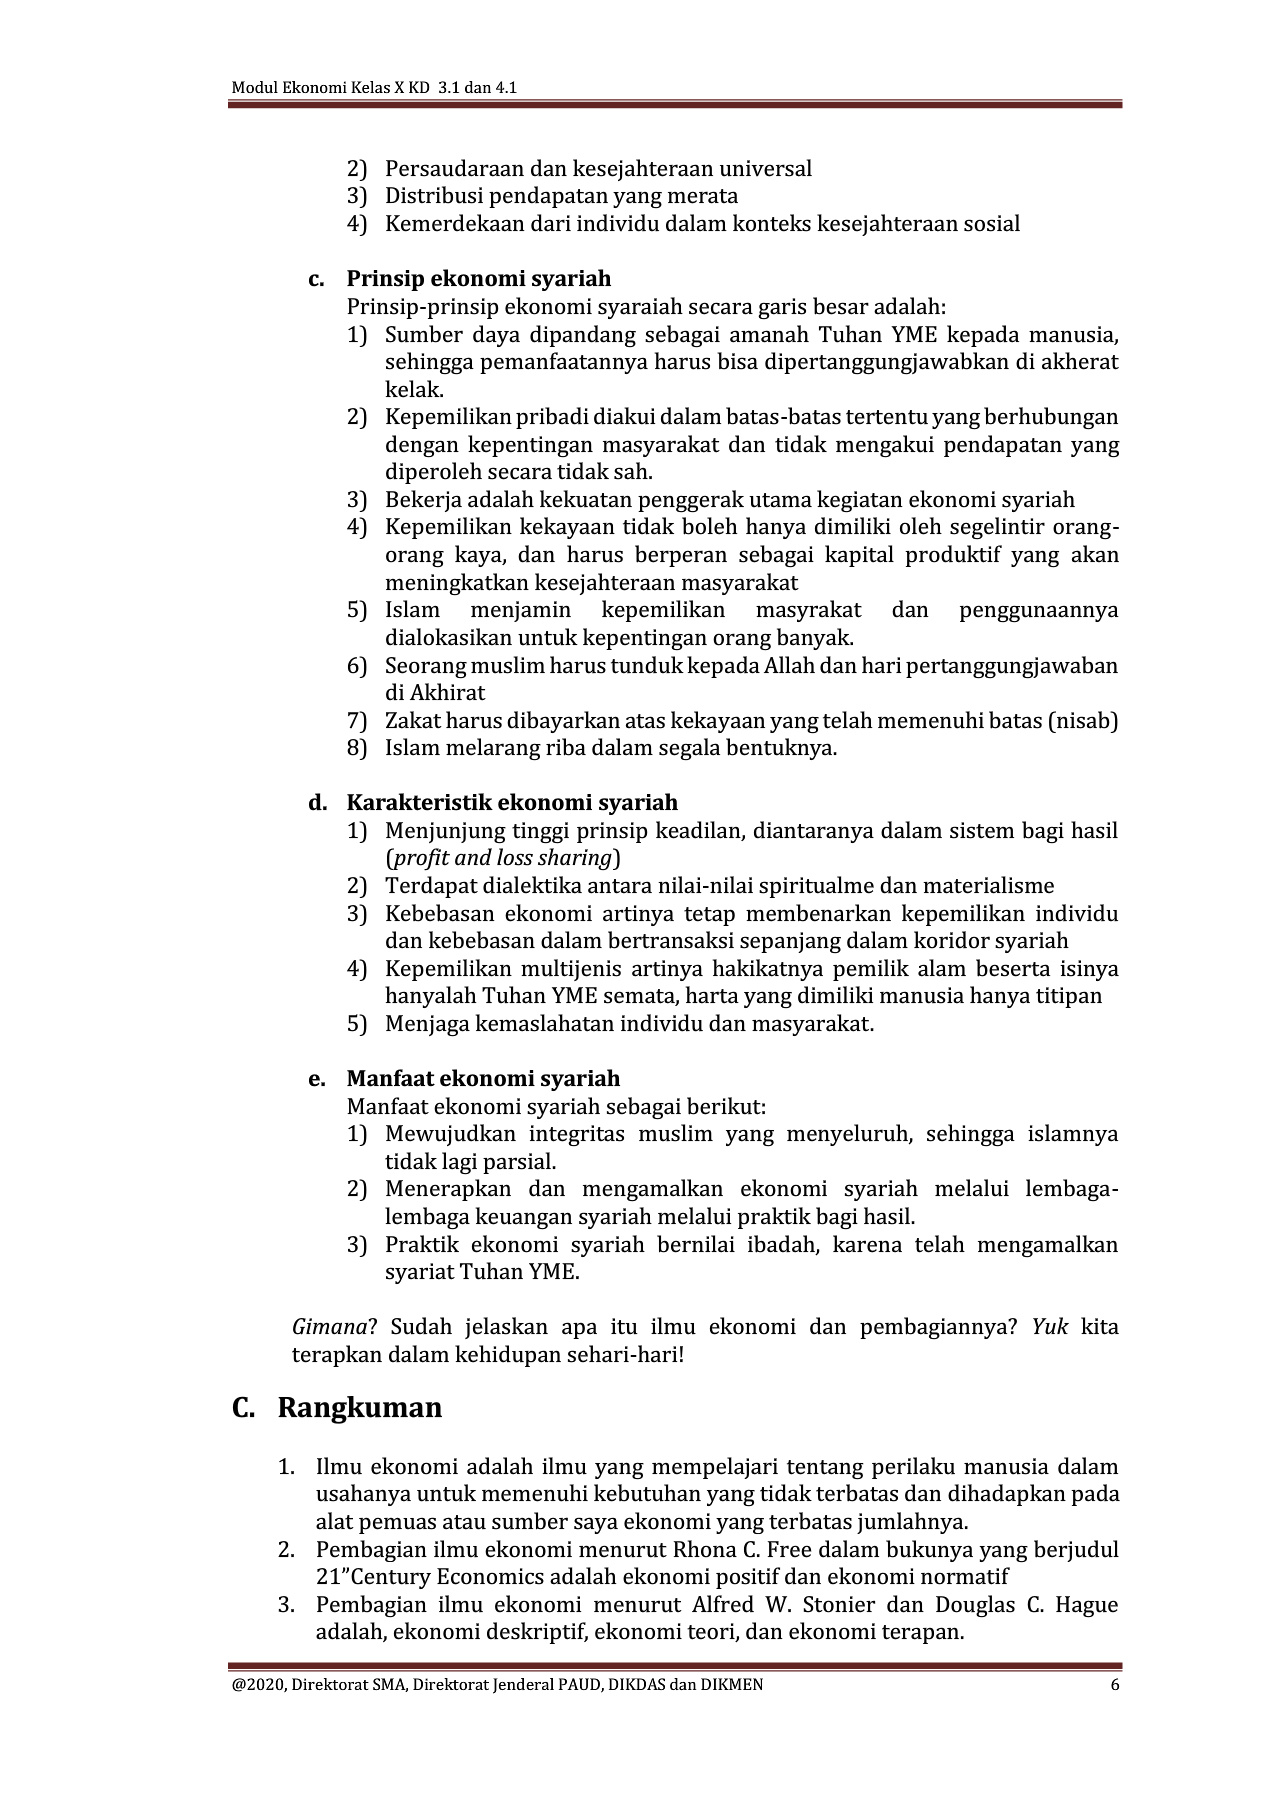 Modul Ekonomi Kelas X KD 3.1 dan 4.1
2) Persaudaraan dan kesejahteraan universal
3) Distribusi pendapatan yang merata
4) Kemerdekaan dari individu dalam konteks kesejahteraan sosial
c. Prinsip ekonomi syariah
Prinsip-prinsip ekonomi syaraiah secara garis besar adalah:
1) Sumber daya dipandang sebagai amanah Tuhan YME kepada manusia,
sehingga pemanfaatannya harus bisa dipertanggungjawabkan di akherat
kelak.
2) Kepemilikan pribadi diakui dalam batas-batas tertentu yang berhubungan
dengan kepentingan masyarakat dan tidak mengakui pendapatan yang
diperoleh secara tidak sah.
3) Bekerja adalah kekuatan penggerak utama kegiatan ekonomi syariah
4) Kepemilikan kekayaan tidak boleh hanya dimiliki oleh segelintir orang-
orang kaya, dan harus berperan sebagai kapital produktif yang akan
meningkatkan kesejahteraan masyarakat
5) Islam menjamin kepemilikan masyrakat dan penggunaannya
dialokasikan untuk kepentingan orang banyak.
6) Seorang muslim harus tunduk kepada Allah dan hari pertanggungjawaban
di Akhirat
7) Zakat harus dibayarkan atas kekayaan yang telah memenuhi batas (nisab)
8) Islam melarang riba dalam segala bentuknya.
d. Karakteristik ekonomi syariah
1) Menjunjung tinggi prinsip keadilan, diantaranya dalam sistem bagi hasil
(profit and loss sharing)
2) Terdapat dialektika antara nilai-nilai spiritualme dan materialisme
3) Kebebasan ekonomi artinya tetap membenarkan kepemilikan individu
dan kebebasan dalam bertransaksi sepanjang dalam koridor syariah
4) Kepemilikan multijenis artinya hakikatnya pemilik alam beserta isinya
hanyalah Tuhan YME semata, harta yang dimiliki manusia hanya titipan
5) Menjaga kemaslahatan individu dan masyarakat.
e. Manfaat ekonomi syariah
Manfaat ekonomi syariah sebagai berikut:
1) Mewujudkan integritas muslim yang menyeluruh, sehingga islamnya
tidak lagi parsial.
2) Menerapkan dan mengamalkan ekonomi syariah melalui lembaga-
lembaga keuangan syariah melalui praktik bagi hasil.
3) Praktik ekonomi syariah bernilai ibadah, karena telah mengamalkan
syariat Tuhan YME.
Gimana? Sudah jelaskan apa itu ilmu ekonomi dan pembagiannya? Yuk kita
terapkan dalam kehidupan sehari-hari!
C. Rangkuman
1. Ilmu ekonomi adalah ilmu yang mempelajari tentang perilaku manusia dalam
usahanya untuk memenuhi kebutuhan yang tidak terbatas dan dihadapkan pada
alat pemuas atau sumber saya ekonomi yang terbatas jumlahnya.
2. Pembagian ilmu ekonomi menurut Rhona C. Free dalam bukunya yang berjudul
21”Century Economics adalah ekonomi positif dan ekonomi normatif
3. Pembagian ilmu ekonomi menurut Alfred W. Stonier dan Douglas C. Hague
adalah, ekonomi deskriptif, ekonomi teori, dan ekonomi terapan.
@2020, Direktorat SMA, Direktorat Jenderal PAUD, DIKDAS dan DIKMEN 6